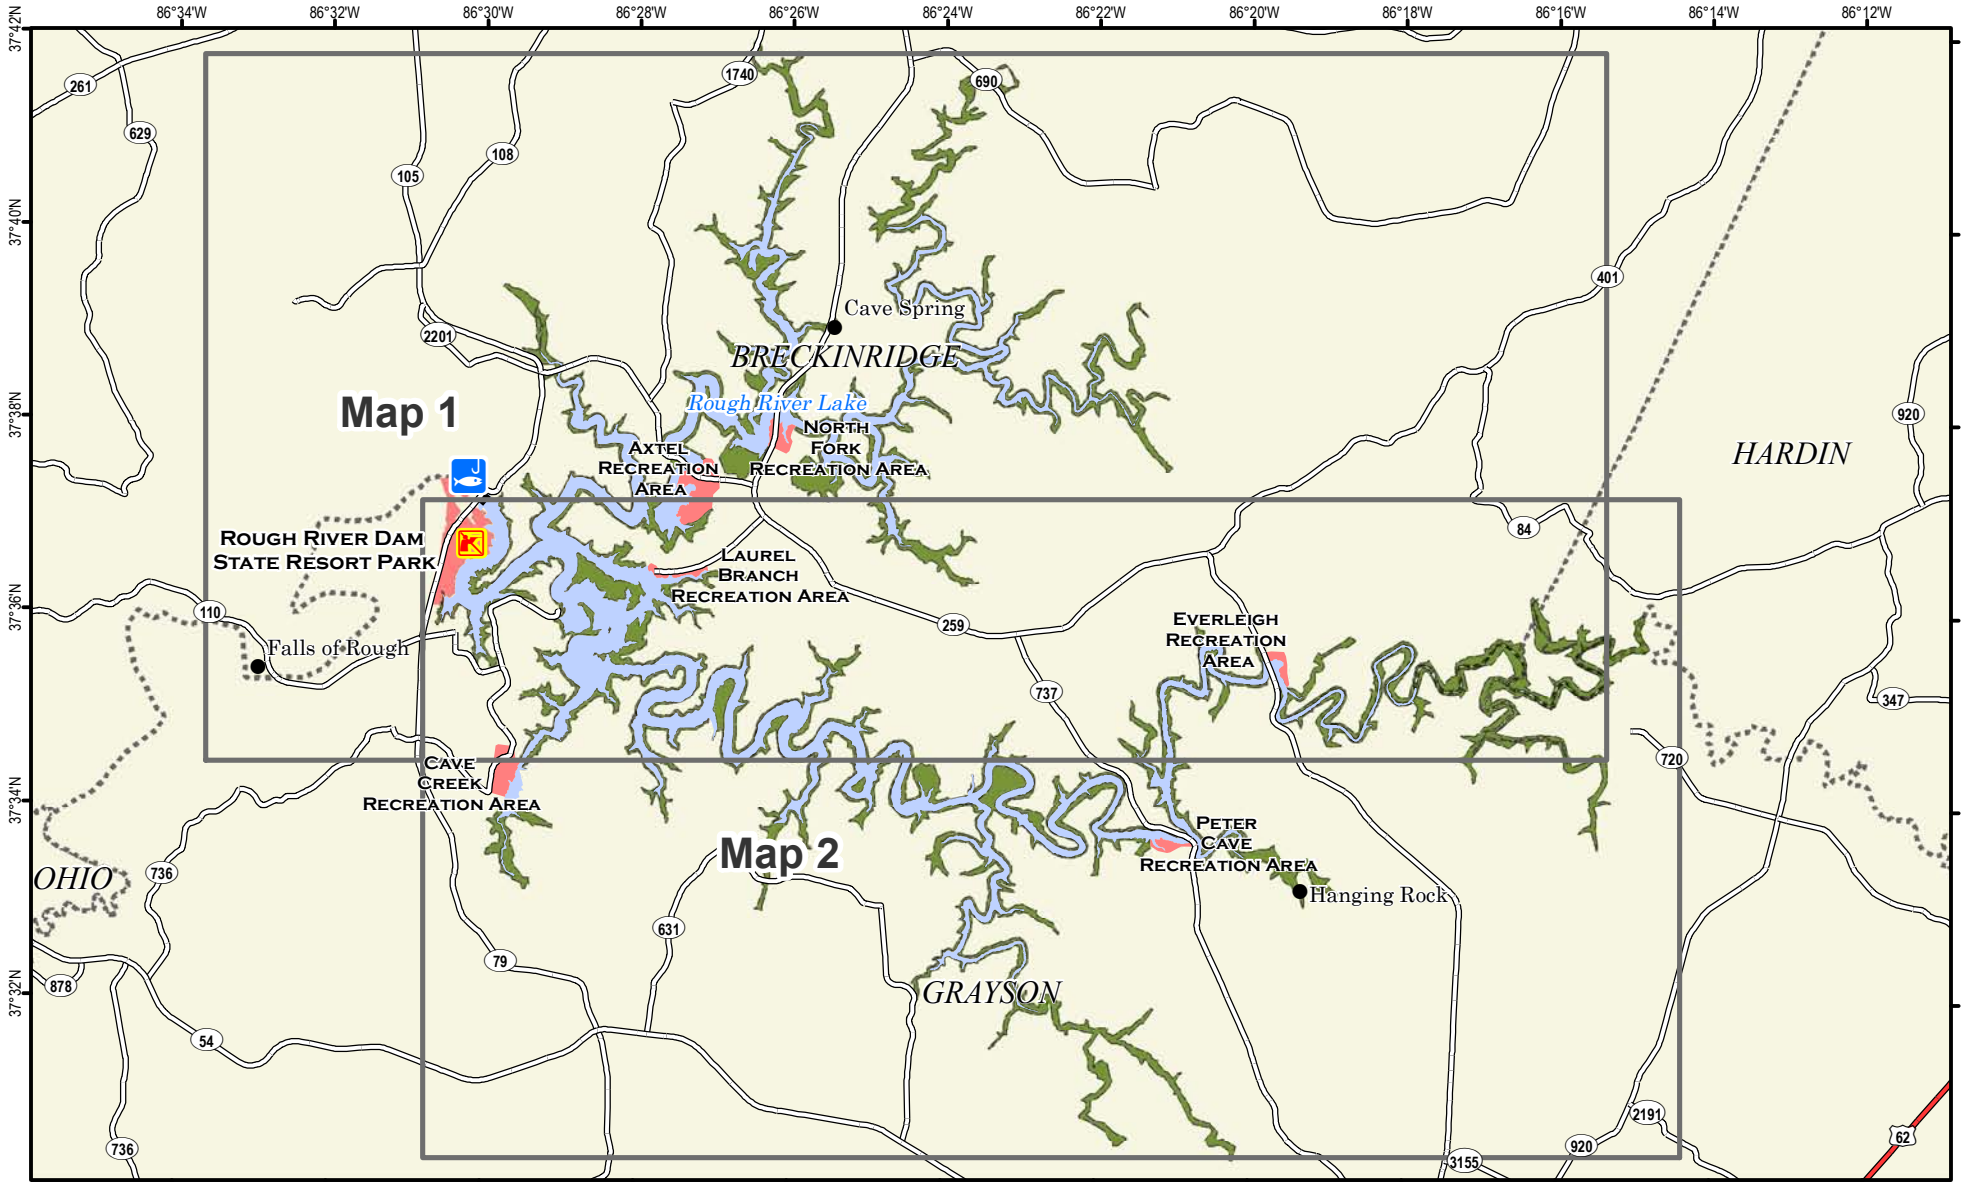 86°34'W
86°32'W
86°30'W
86°28'W
86°26'W
86°24'W
86°22'W
86°20'W
86°18'W
86°16'W
86°14'W
86°12'W
37°42'N
37°40'N
37°38'N
37°36'N
37°34'N
37°32'N
261
629
105
108
1740
690
401
2201
Cave Spring
BRECKINRIDGE
Rough River Lake
Map 1
NORTH
FORK
RECREATION AREA
AXTEL
RECREATION
AREA
920
HARDIN
84
ROUGH RIVER DAM
STATE RESORT PARK
LAUREL
BRANCH
RECREATION AREA
110
Falls of Rough
259
EVERLEIGH
RECREATION
AREA
737
347
720
CAVE
CREEK
RECREATION AREA
Map 2
PETER
CAVE
RECREATION AREA
Hanging Rock
OHIO
736
631
79
878
GRAYSON
54
736
2191
920
3155
62